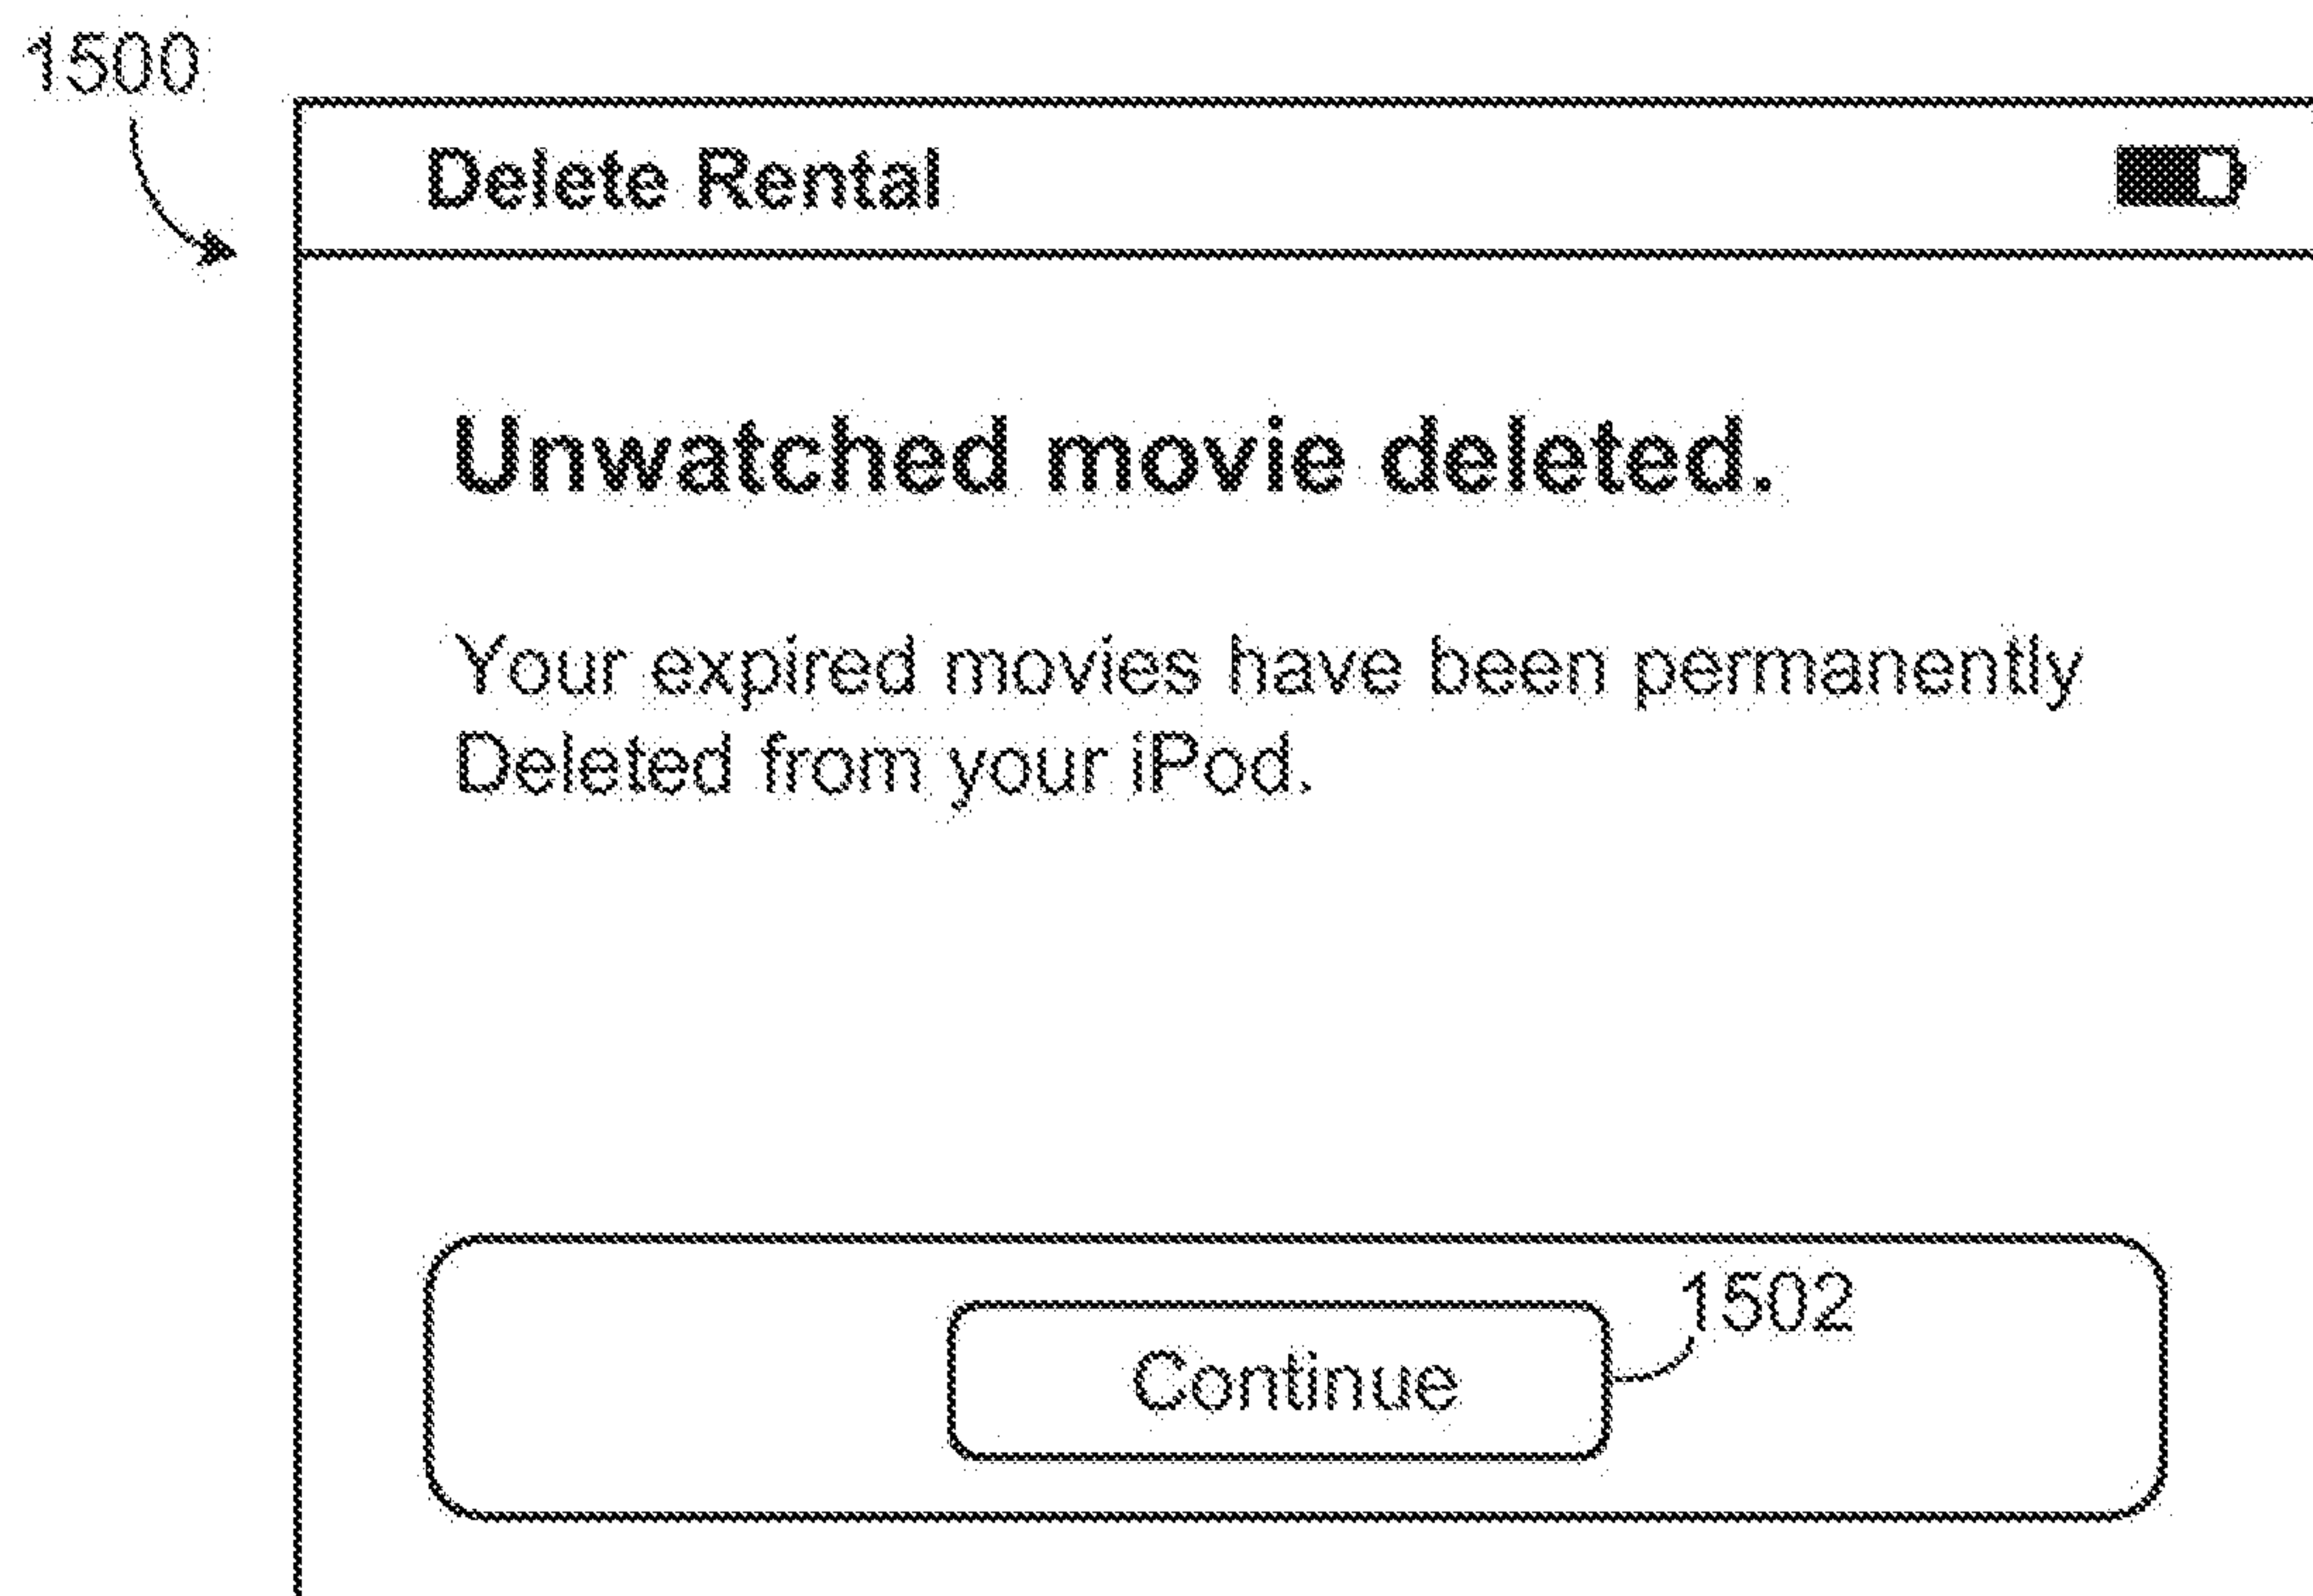 1500
Delete Rental
Unwatched movie deleted.
Your expired movies have been permanently
Deleted from your iPod.
1502
Continue